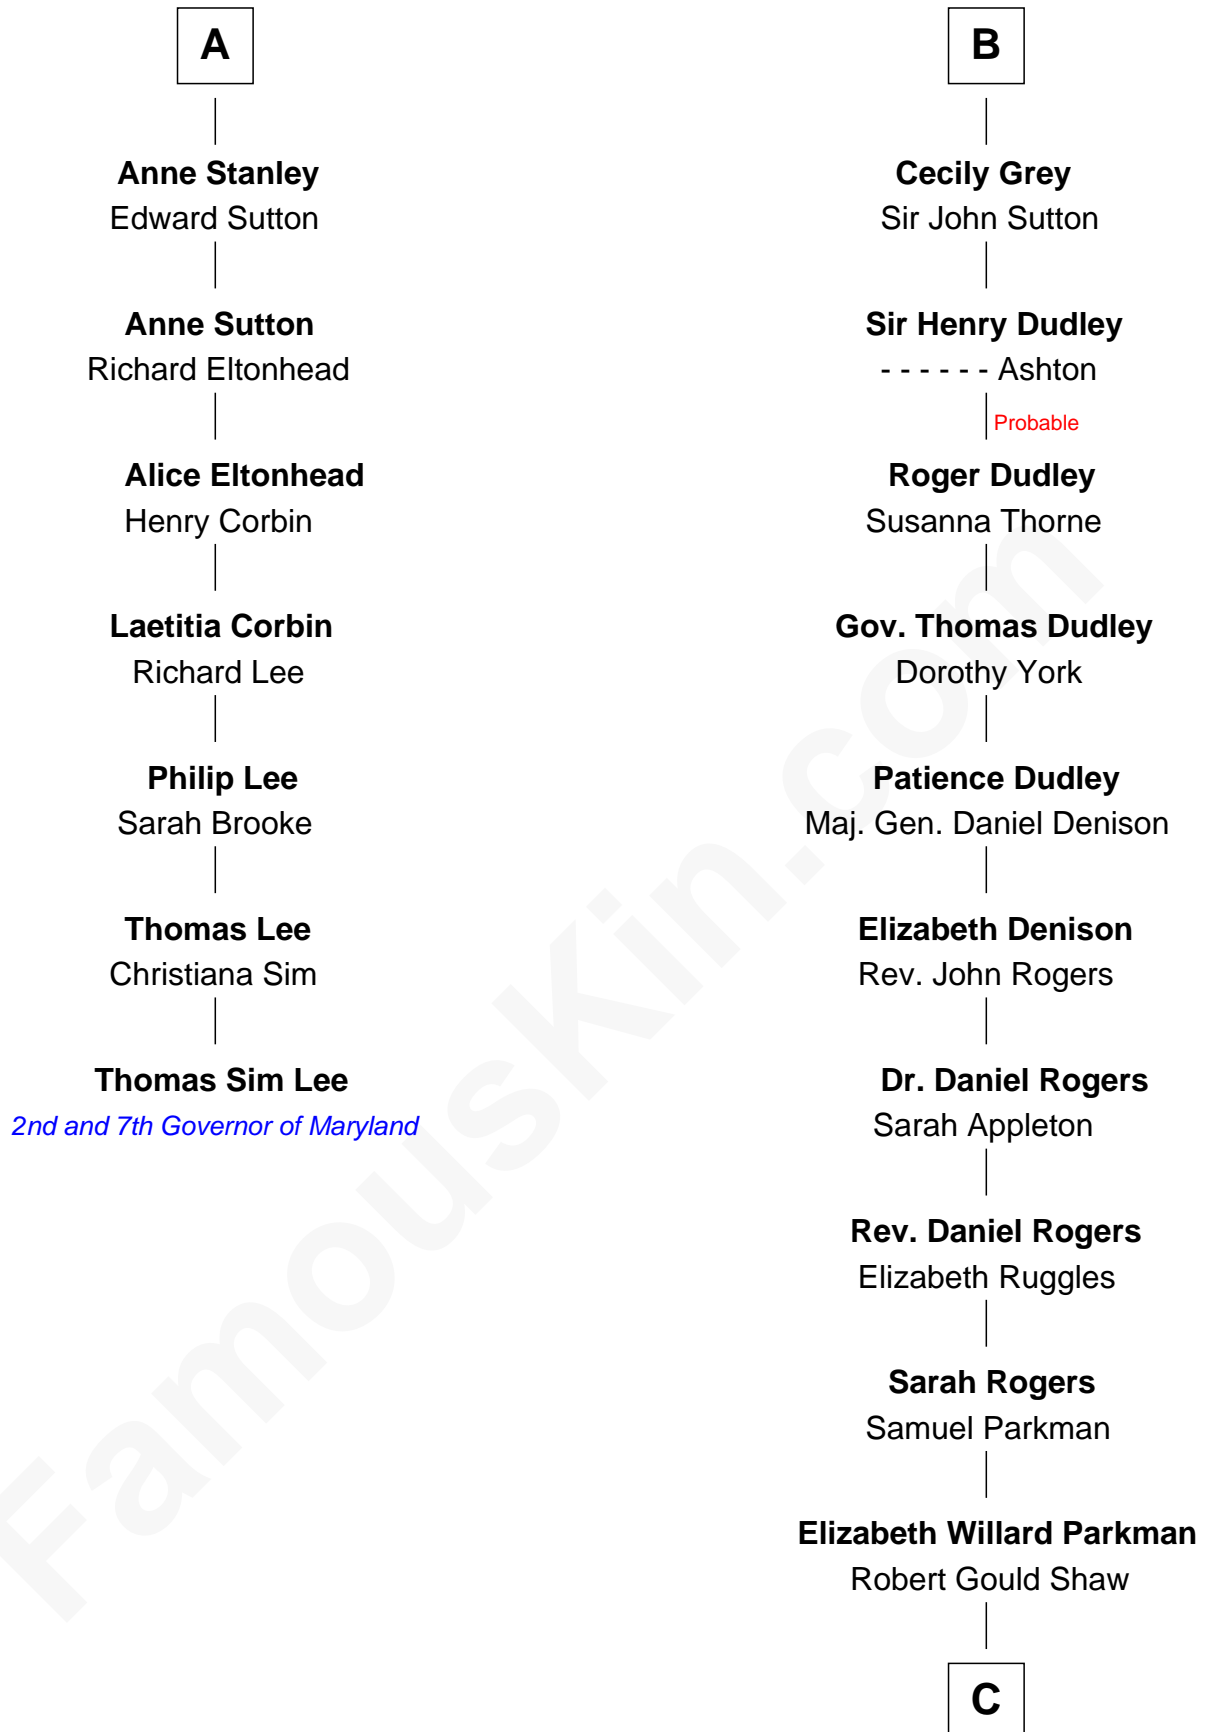 A
Anne Stanley
Edward Sutton
Anne Sutton
Richard Eltonhead
Alice Eltonhead
Henry Corbin
Laetitia Corbin
Richard Lee
Philip Lee
Sarah Brooke
Thomas Lee
Christiana Sim
Thomas Sim Lee
2nd and 7th Governor of Maryland
B
Cecily Grey
Sir John Sutton
Sir Henry Dudley
- - - - - - Ashton
Probable
Roger Dudley
Susanna Thorne
Gov. Thomas Dudley
Dorothy York
Patience Dudley
Maj. Gen. Daniel Denison
Elizabeth Denison
Rev. John Rogers
Dr. Daniel Rogers
Sarah Appleton
Rev. Daniel Rogers
Elizabeth Ruggles
Sarah Rogers
Samuel Parkman
Elizabeth Willard Parkman
Robert Gould Shaw
C
FamousKin.com